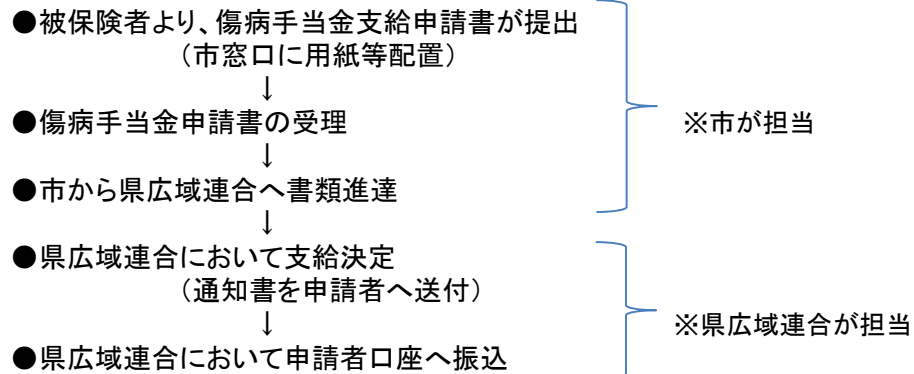 ●被保険者より、傷病手当金支給申請書が提出
（市窓口に用紙等配置）
↓
●傷病手当金申請書の受理
↓
●市から県広域連合へ書類進達
※市が担当
↓
●県広域連合において支給決定
（通知書を申請者へ送付）
↓
●県広域連合において申請者口座へ振込
※県広域連合が担当